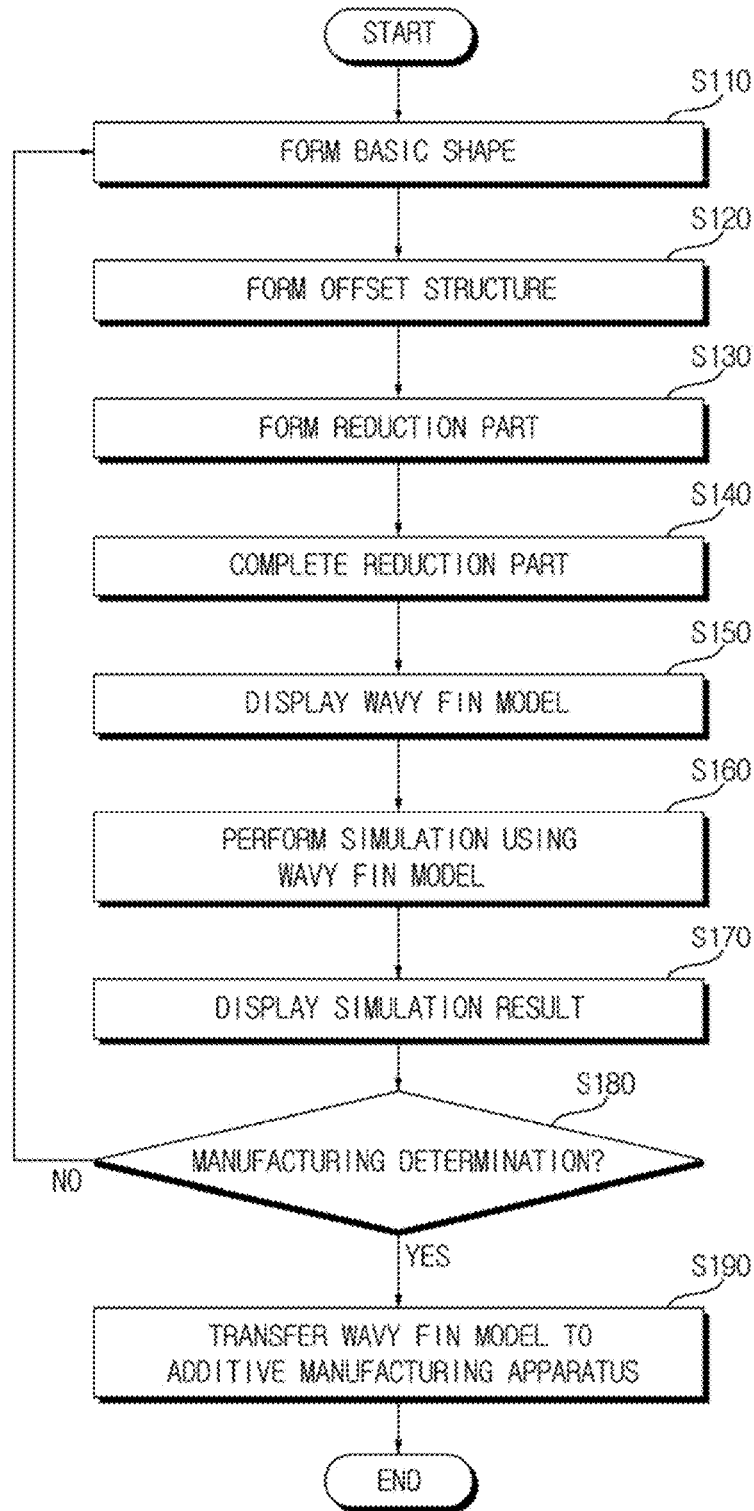 START
S110
FORM BASIC SHAPE
S120
FORM OFFSET STRUCTURE
S130
FORM REDUCTION PART
S140
COMPLETE REDUCTION PART
S150
DISPLAY WAVY FIN MODEL
S160
PERFORM SIMULATION USING
WAVY FIN MODEL
S170
DISPLAY SIMULATION RESULT
S180
MANUFACTURING DETERMINATION?
NO
YES
S190
TRANSFER WAVY FIN MODEL TO
ADDITIVE MANUFACTURING APPARATUS
END